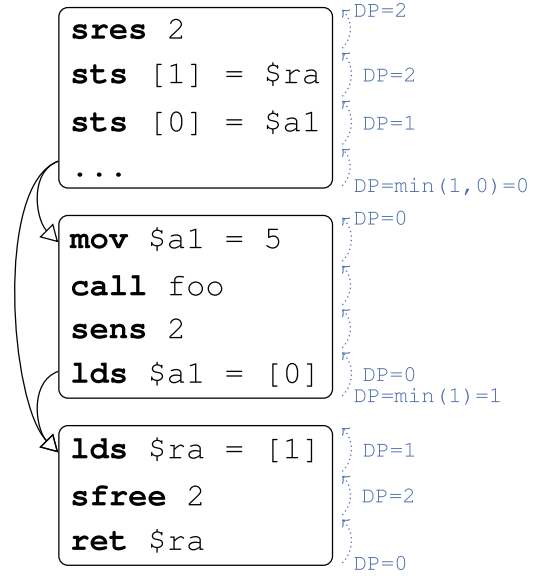 sres 2
DP=2
sts [1] = $ra
DP=2
sts [0] = $a1
DP=1
...
DP=min(1,0)=0
DP=0
mov $a1 = 5
call foo
sens 2
lds $a1 = [0]
DP=0
DP=min(1)=1
lds $ra = [1]
DP=1
sfree 2
DP=2
ret $ra
DP=0